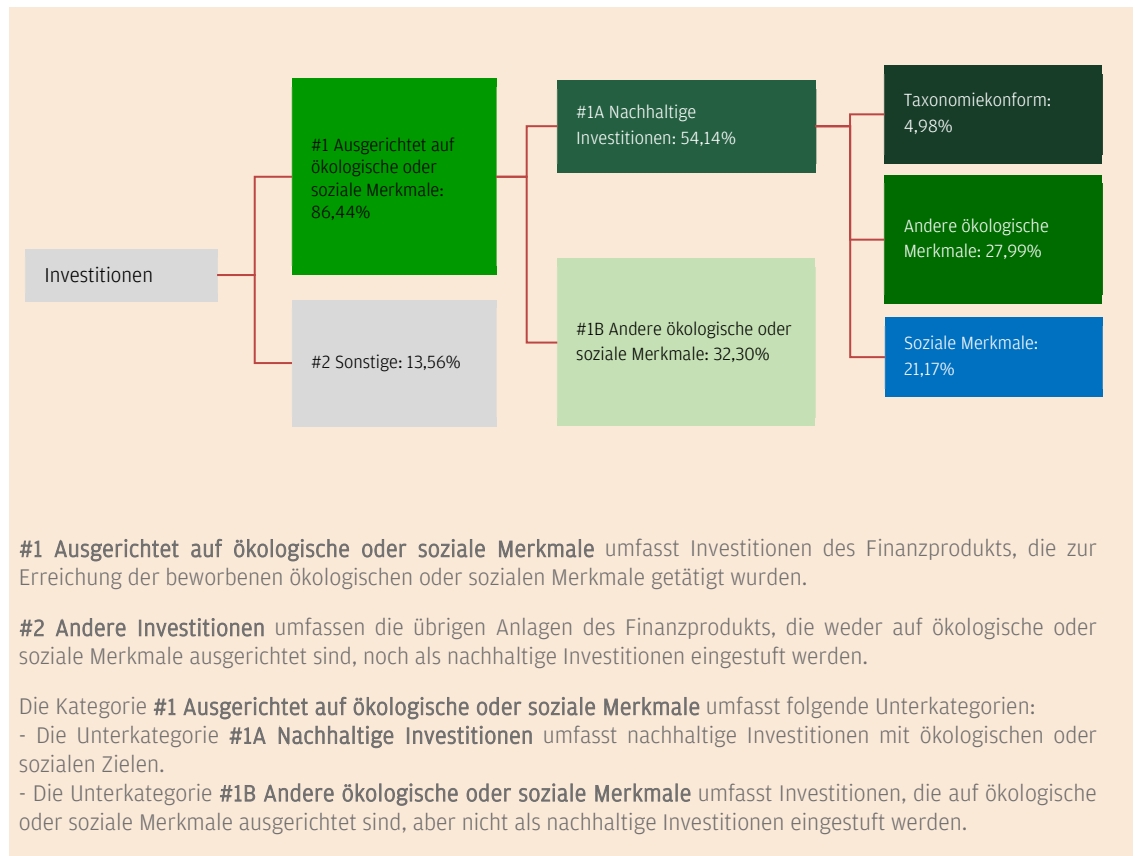 Investitionen
#1 Ausgerichtet auf
ökologische oder
soziale Merkmale:
86,44%
#2 Sonstige: 13,56%
#1A Nachhaltige
Investitionen: 54,14%
#1B Andere ökologische oder
soziale Merkmale: 32,30%
Taxonomiekonform:
4,98%
Andere ökologische
Merkmale: 27,99%
Soziale Merkmale:
21,17%
#1 Ausgerichtet auf ökologische oder soziale Merkmale umfasst Investitionen des Finanzprodukts, die zur
Erreichung der beworbenen ökologischen oder sozialen Merkmale getätigt wurden.
#2 Andere Investitionen umfassen die übrigen Anlagen des Finanzprodukts, die weder auf ökologische oder
soziale Merkmale ausgerichtet sind, noch als nachhaltige Investitionen eingestuft werden.
Die Kategorie #1 Ausgerichtet auf ökologische oder soziale Merkmale umfasst folgende Unterkategorien:
- Die Unterkategorie #1A Nachhaltige Investitionen umfasst nachhaltige Investitionen mit ökologischen oder
sozialen Zielen.
- Die Unterkategorie #1B Andere ökologische oder soziale Merkmale umfasst Investitionen, die auf ökologische
oder soziale Merkmale ausgerichtet sind, aber nicht als nachhaltige Investitionen eingestuft werden.